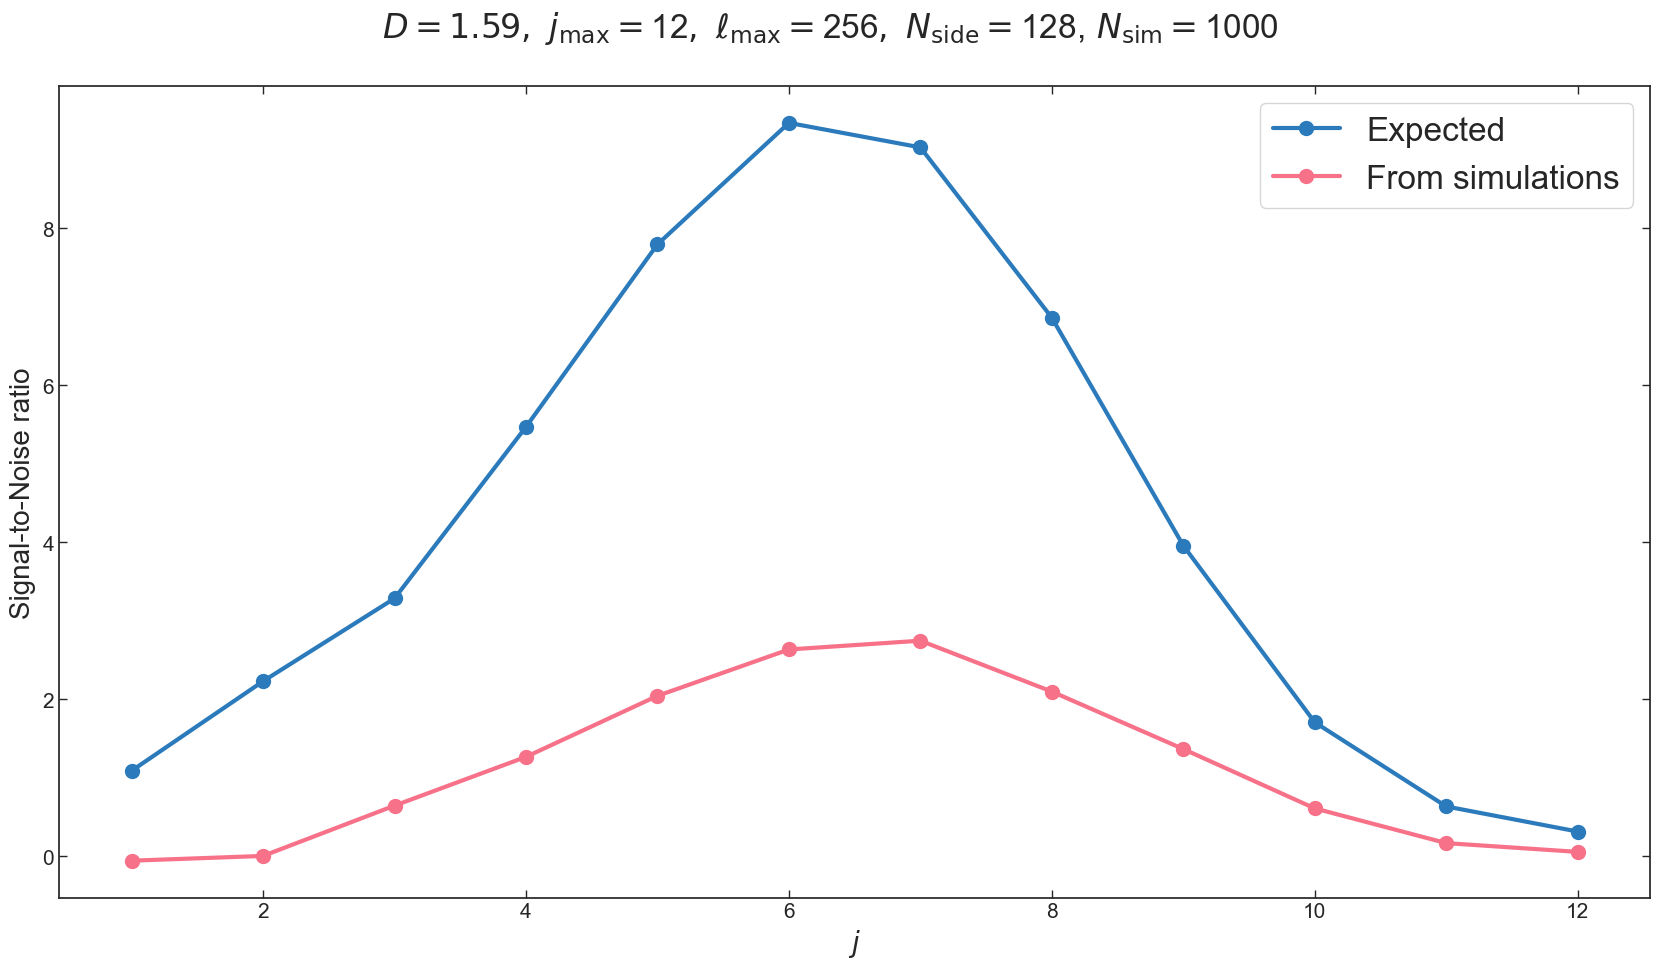 D = 1.59, j_max = 12, ℓ_max = 256, N_side = 128, N_sim = 1000
Expected
From simulations
Signal-to-Noise ratio
8
6
4
2
0
2 4 6 8 10 12
j